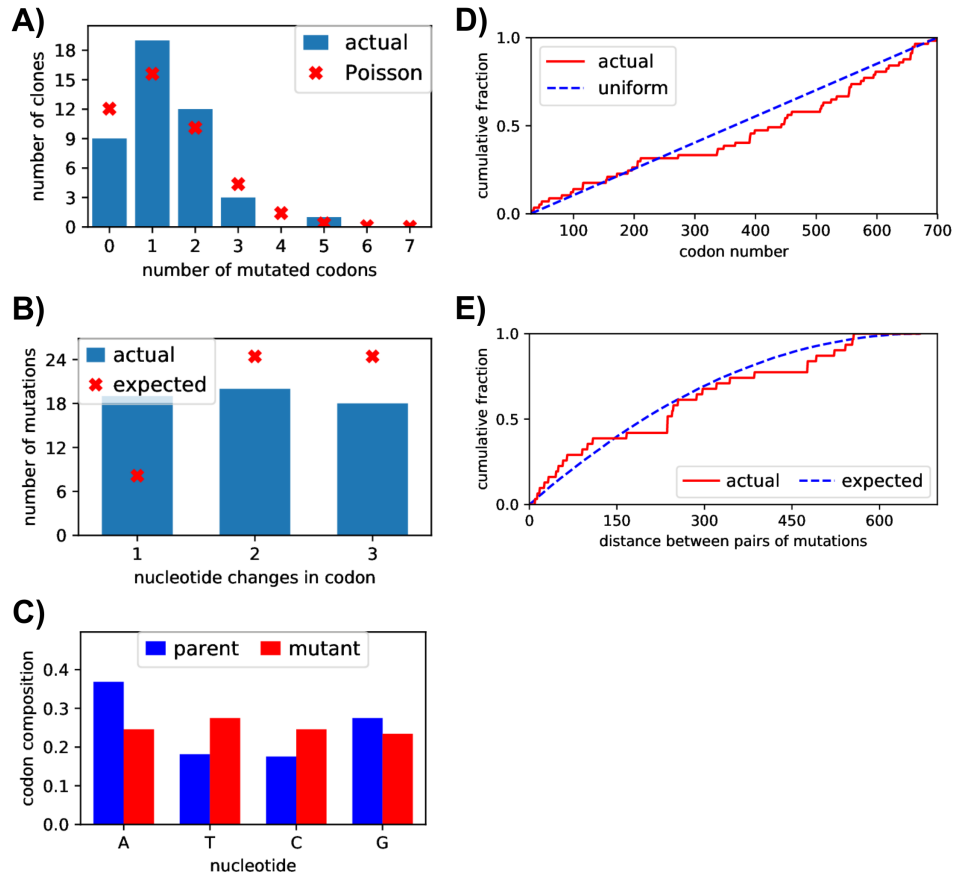 A)
number of clones
18
15
12
9
6
3
0
actual
Poisson
0 1 2 3 4 5 6 7
number of mutated codons
B)
number of mutations
24
18
12
6
0
actual
expected
1 2 3
nucleotide changes in codon
C)
codon composition
0.4
0.3
0.2
0.1
0.0
parent mutant
A T C G
nucleotide
D)
cumulative fraction
1.0
0.5
0.0
actual
uniform
100 200 300 400 500 600 700
codon number
E)
cumulative fraction
1.0
0.5
0.0
actual expected
0 150 300 450 600
distance between pairs of mutations